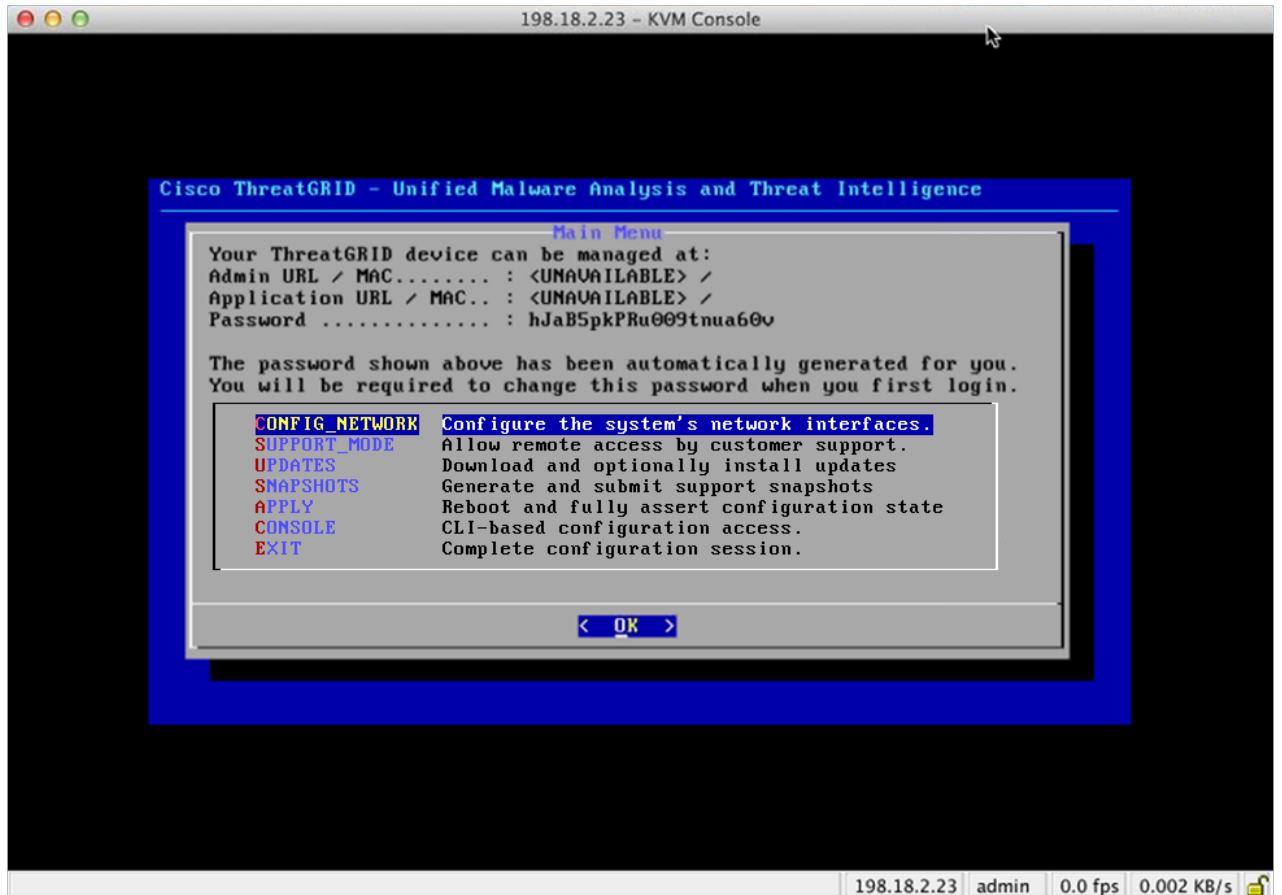 198.18.2.23 – KVM Console
Cisco ThreatGRID - Unified Malware Analysis and Threat Intelligence
Main Menu
Your ThreatGRID device can be managed at:
Admin URL / MAC........ : <UNAVAILABLE> /
Application URL / MAC.. : <UNAVAILABLE> /
Password .............. : hJaB5pkPRu009tnua60v
The password shown above has been automatically generated for you.
You will be required to change this password when you first login.
CONFIG_NETWORK Configure the system's network interfaces.
SUPPORT_MODE Allow remote access by customer support.
UPDATES Download and optionally install updates
SNAPSHOTS Generate and submit support snapshots
APPLY Reboot and fully assert configuration state
CONSOLE CLI-based configuration access.
EXIT Complete configuration session.
< OK >
198.18.2.23 admin 0.0 fps 0.002 KB/s